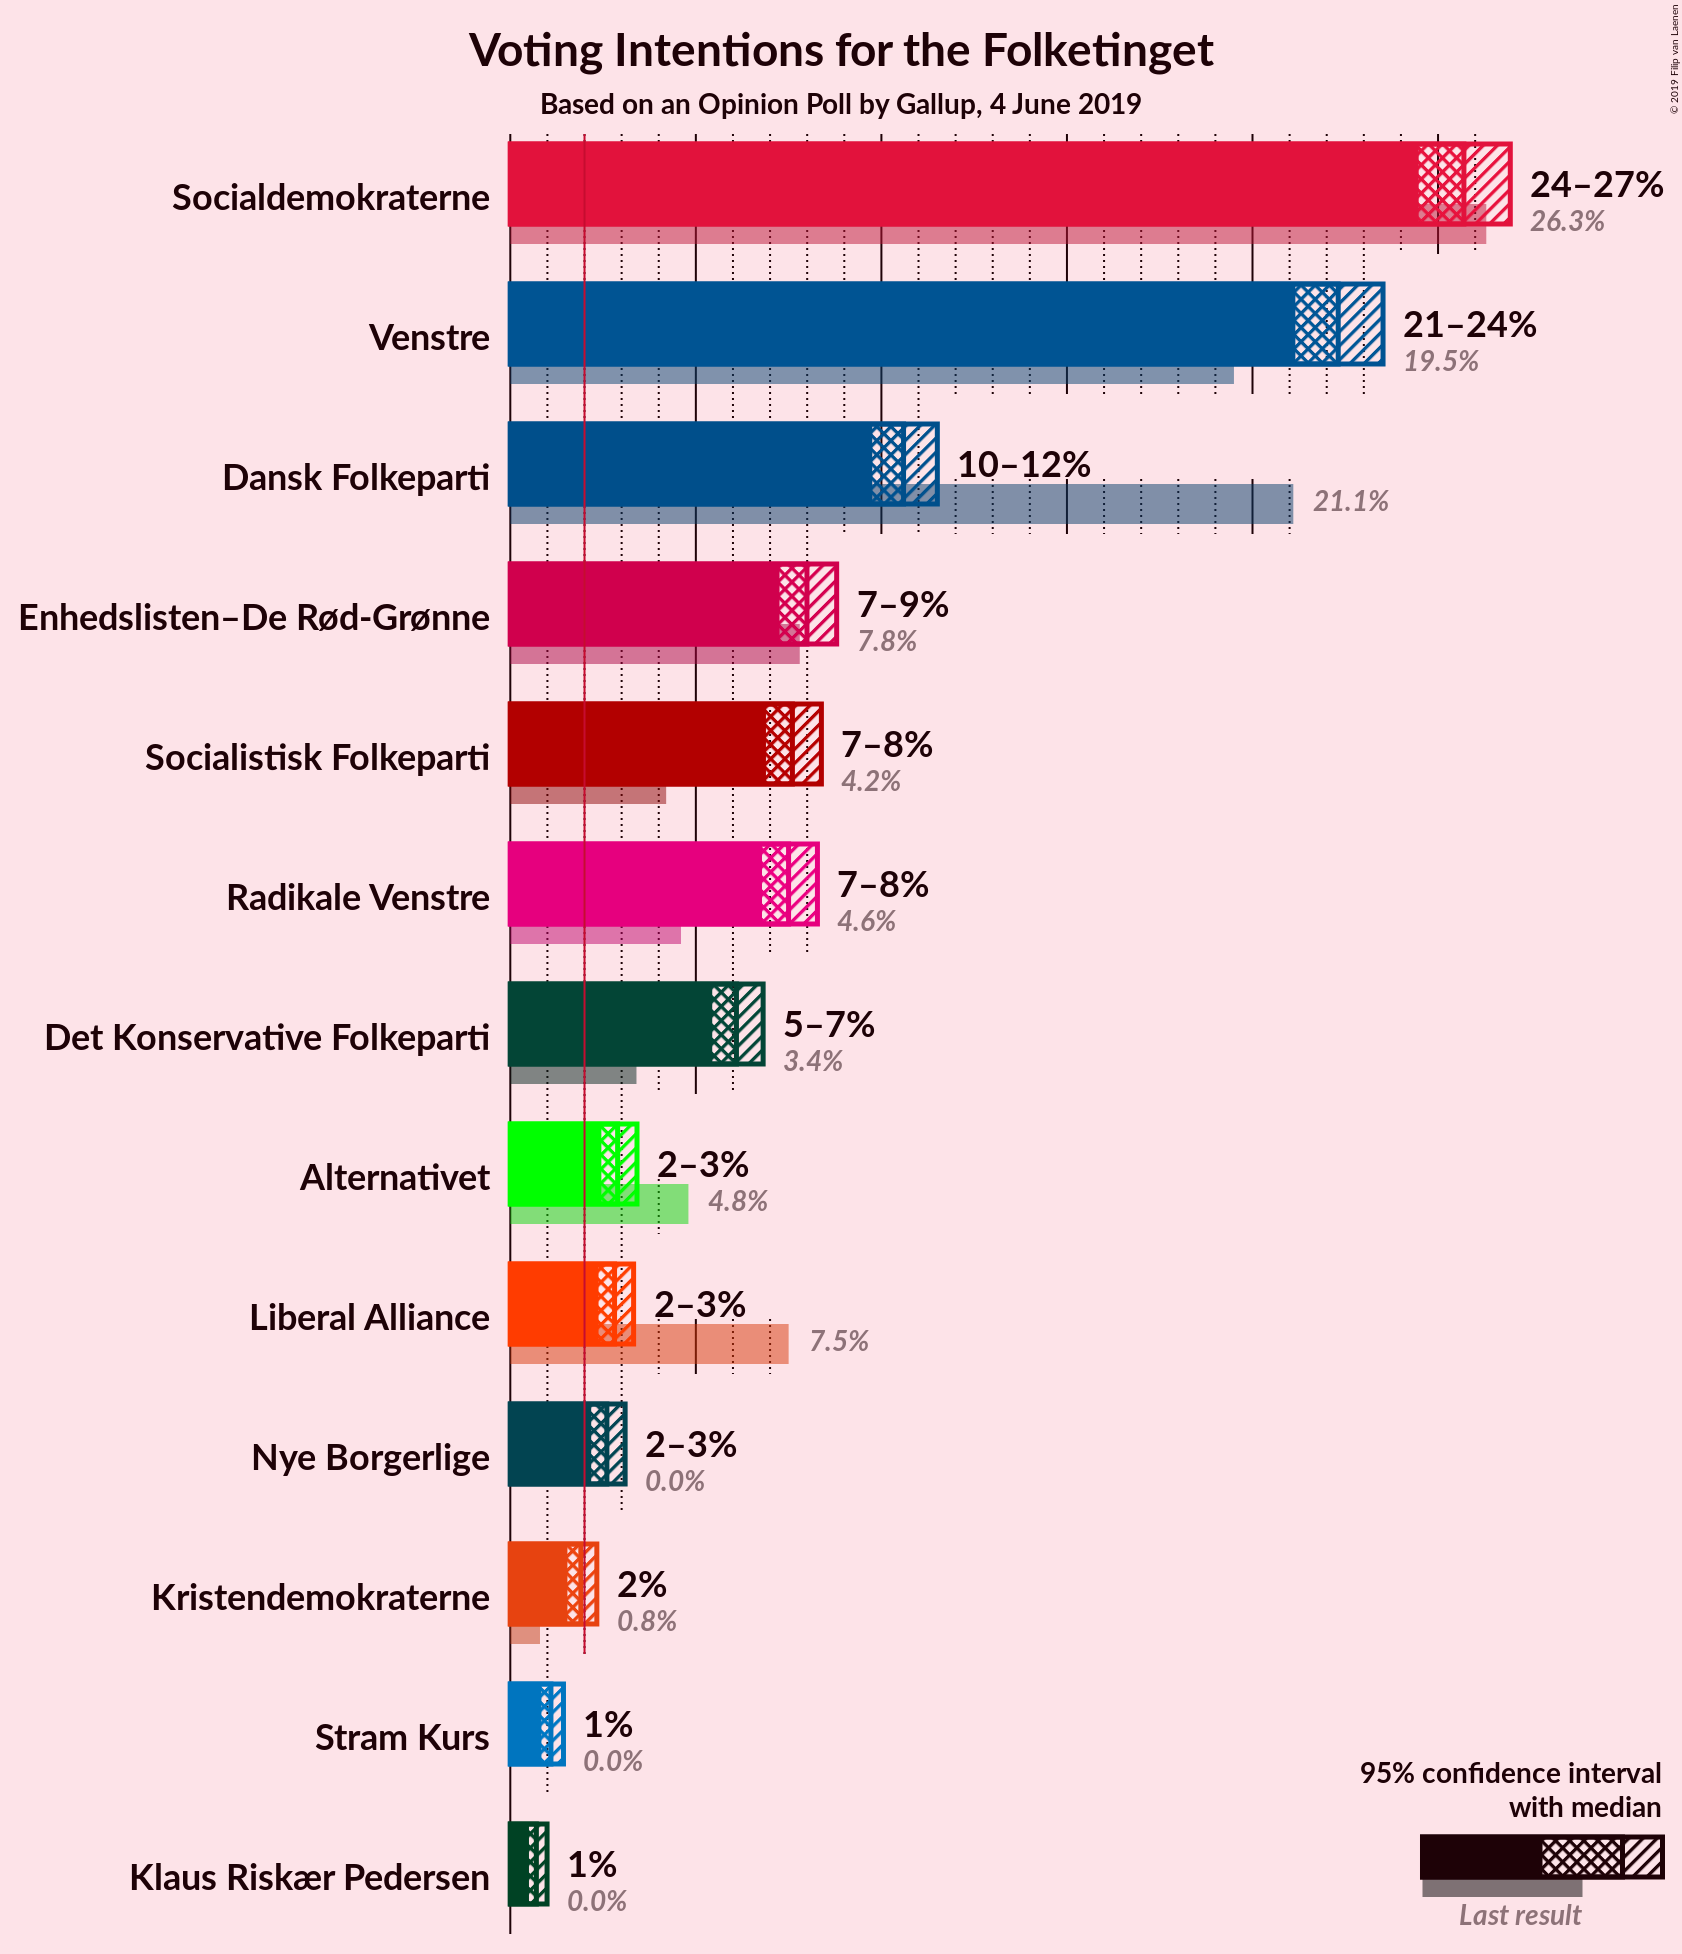 Voting Intentions for the Folketinget
Based on an Opinion Poll by Gallup, 4 June 2019
© 2019 Filip van Laenen
Socialdemokraterne
24–27%
26.3%
Venstre
21–24%
19.5%
Dansk Folkeparti
10–12%
21.1%
Enhedslisten–De Rød-Grønne
7–9%
7.8%
Socialistisk Folkeparti
7–8%
4.2%
Radikale Venstre
7–8%
4.6%
Det Konservative Folkeparti
5–7%
3.4%
Alternativet
2–3%
4.8%
Liberal Alliance
2–3%
7.5%
Nye Borgerlige
2–3%
0.0%
Kristendemokraterne
2%
0.8%
Stram Kurs
1%
0.0%
Klaus Riskær Pedersen
1%
0.0%
95% confidence interval
with median
Last result